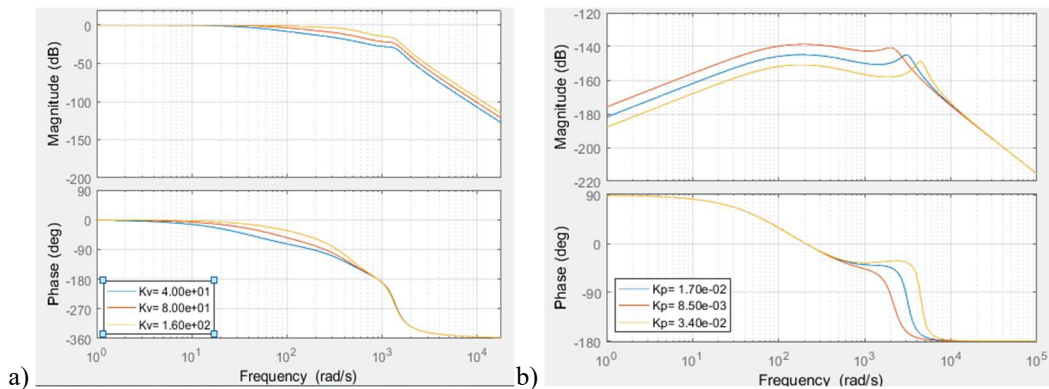 0
-50
-100
-150
-200
Magnitude (dB)
90
0
-90
-180
-270
-360
Phase (deg)
Kv= 4.00e+01
Kv= 8.00e+01
Kv= 1.60e+02
10^0 10^1 10^2 10^3 10^4
Frequency (rad/s)
a)
-120
-140
-160
-180
-200
-220
Magnitude (dB)
90
0
-90
-180
Phase (deg)
Kp= 1.70e-02
Kp= 8.50e-03
Kp= 3.40e-02
10^0 10^1 10^2 10^3 10^4 10^5
Frequency (rad/s)
b)